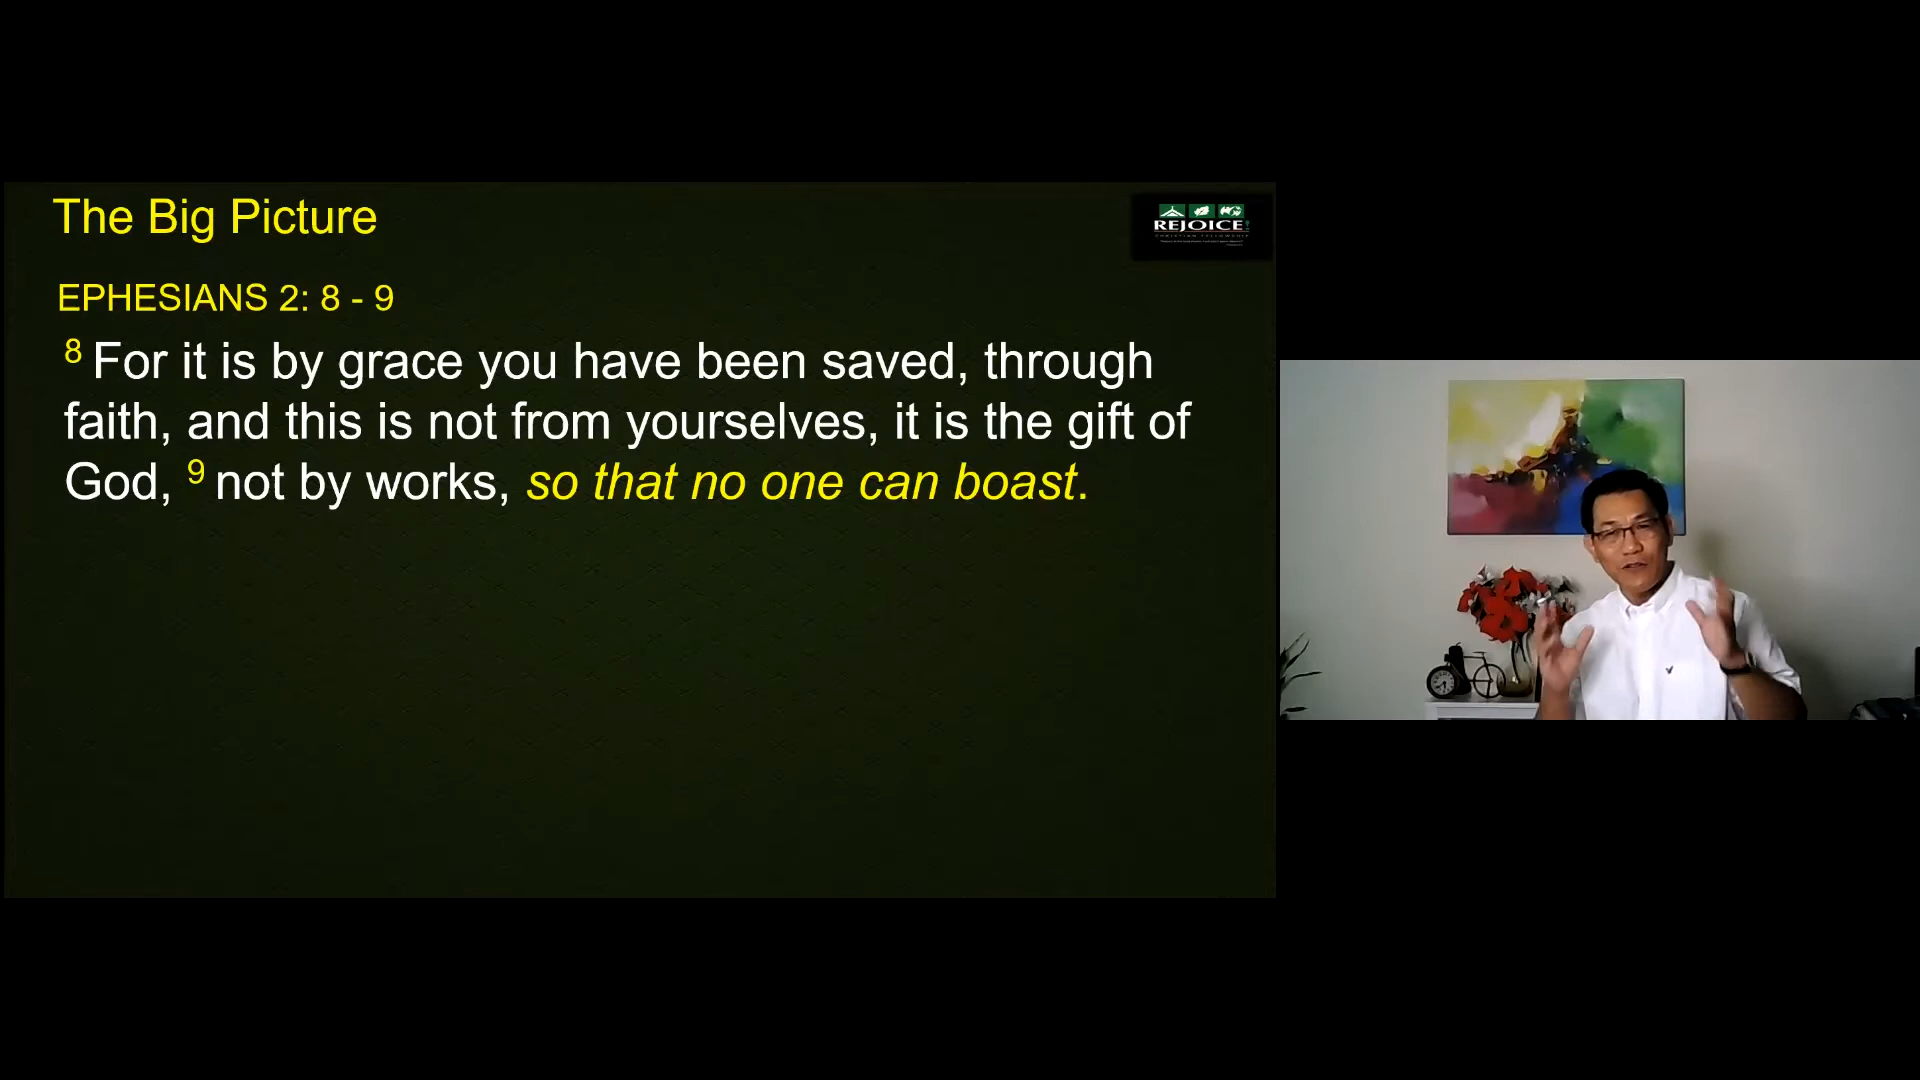 The Big Picture
REJOICE
CHRISTIAN FELLOWSHIP
EPHESIANS 2: 8 - 9
8 For it is by grace you have been saved, through
faith, and this is not from yourselves, it is the gift of
God, 9 not by works, so that no one can boast.